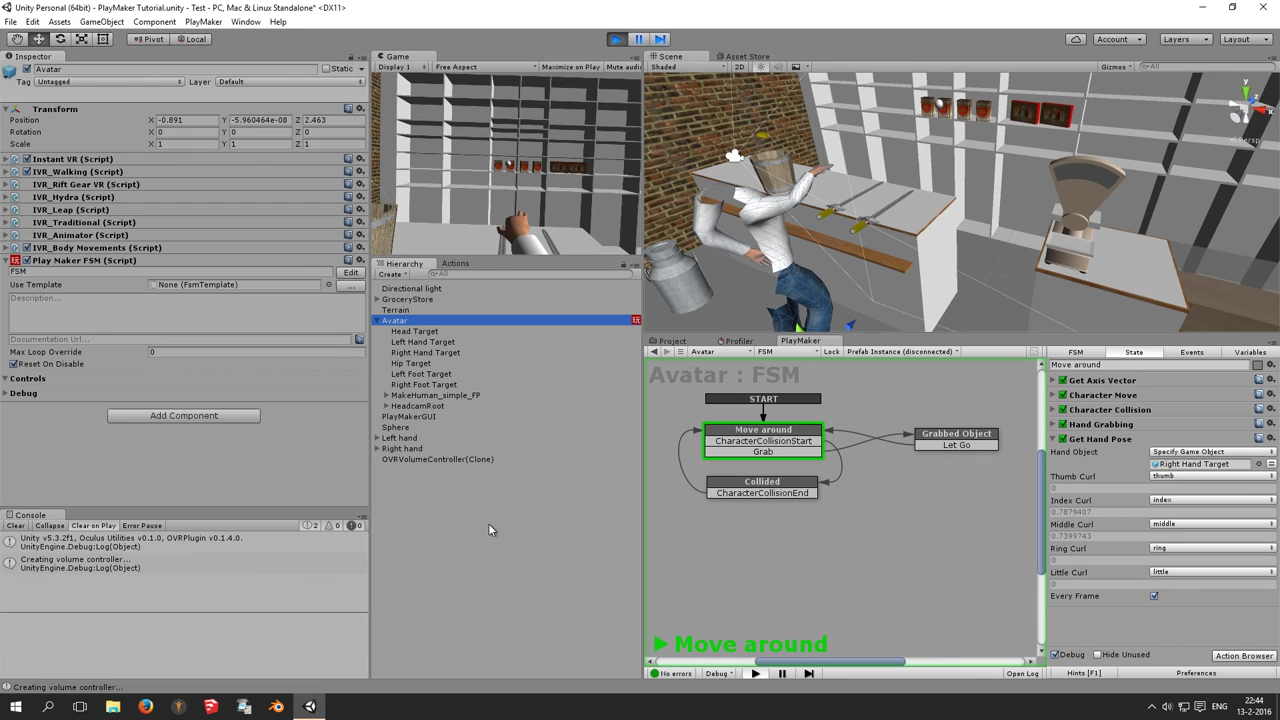 Unity Personal (64bit) - PlayMaker Tutorial.unity - Test - PC, Mac & Linux Standalone* <DX11>
File Edit Assets GameObject Component PlayMaker Window Help
Pivot Local Account Layers Layout
Inspector
Avatar Static
Tag Untagged Layer Default
Transform
Position X -0.891 Y -5.960464e-08 Z 2.463
Rotation X 0 Y 0 Z 0
Scale X 1 Y 1 Z 1
Instant VR (Script)
IVR_Walking (Script)
IVR_Rift Gear VR (Script)
IVR_Hydra (Script)
IVR_Leap (Script)
IVR_Traditional (Script)
IVR_Animator (Script)
IVR_Body Movements (Script)
Play Maker FSM (Script)
FSM Edit
Use Template None (FsmTemplate) ...
Description...
Documentation Url...
Max Loop Override 0
Reset On Disable
Controls
Debug
Add Component
Game
Display 1 Free Aspect Maximize on Play Mute audio
Hierarchy Actions
Create All
Directional light
GroceryStore
Terrain
Avatar
Head Target
Left Hand Target
Right Hand Target
Hip Target
Left Foot Target
Right Foot Target
MakeHuman_simple_FP
HeadcamRoot
PlayMakerGUI
Sphere
Left hand
Right hand
OVRVolumeController(Clone)
Console
Clear Collapse Clear on Play Error Pause 2 0 0
Unity v5.3.2f1, Oculus Utilities v0.1.0, OVRPlugin v0.1.4.0.
UnityEngine.Debug:Log(Object)
Creating volume controller...
UnityEngine.Debug:Log(Object)
Scene Asset Store
Shaded 2D Gizmos All
y
x
Persp
Project Profiler PlayMaker
Avatar FSM Lock Prefab Instance (disconnected)
Avatar : FSM
START
Move around
CharacterCollisionStart
Grab
Grabbed Object
Let Go
Collided
CharacterCollisionEnd
Move around
No errors Debug Open Log
FSM State Events Variables
Move around
Get Axis Vector
Character Move
Character Collision
Hand Grabbing
Get Hand Pose
Hand Object Specify Game Object
Right Hand Target
Thumb Curl thumb
0
Index Curl index
0.7879407
Middle Curl middle
0.7399743
Ring Curl ring
0
Little Curl little
0
Every Frame
Debug Hide Unused Action Browser
Hints [F1] Preferences
Creating volume controller...
ENG
22:44
13-2-2016